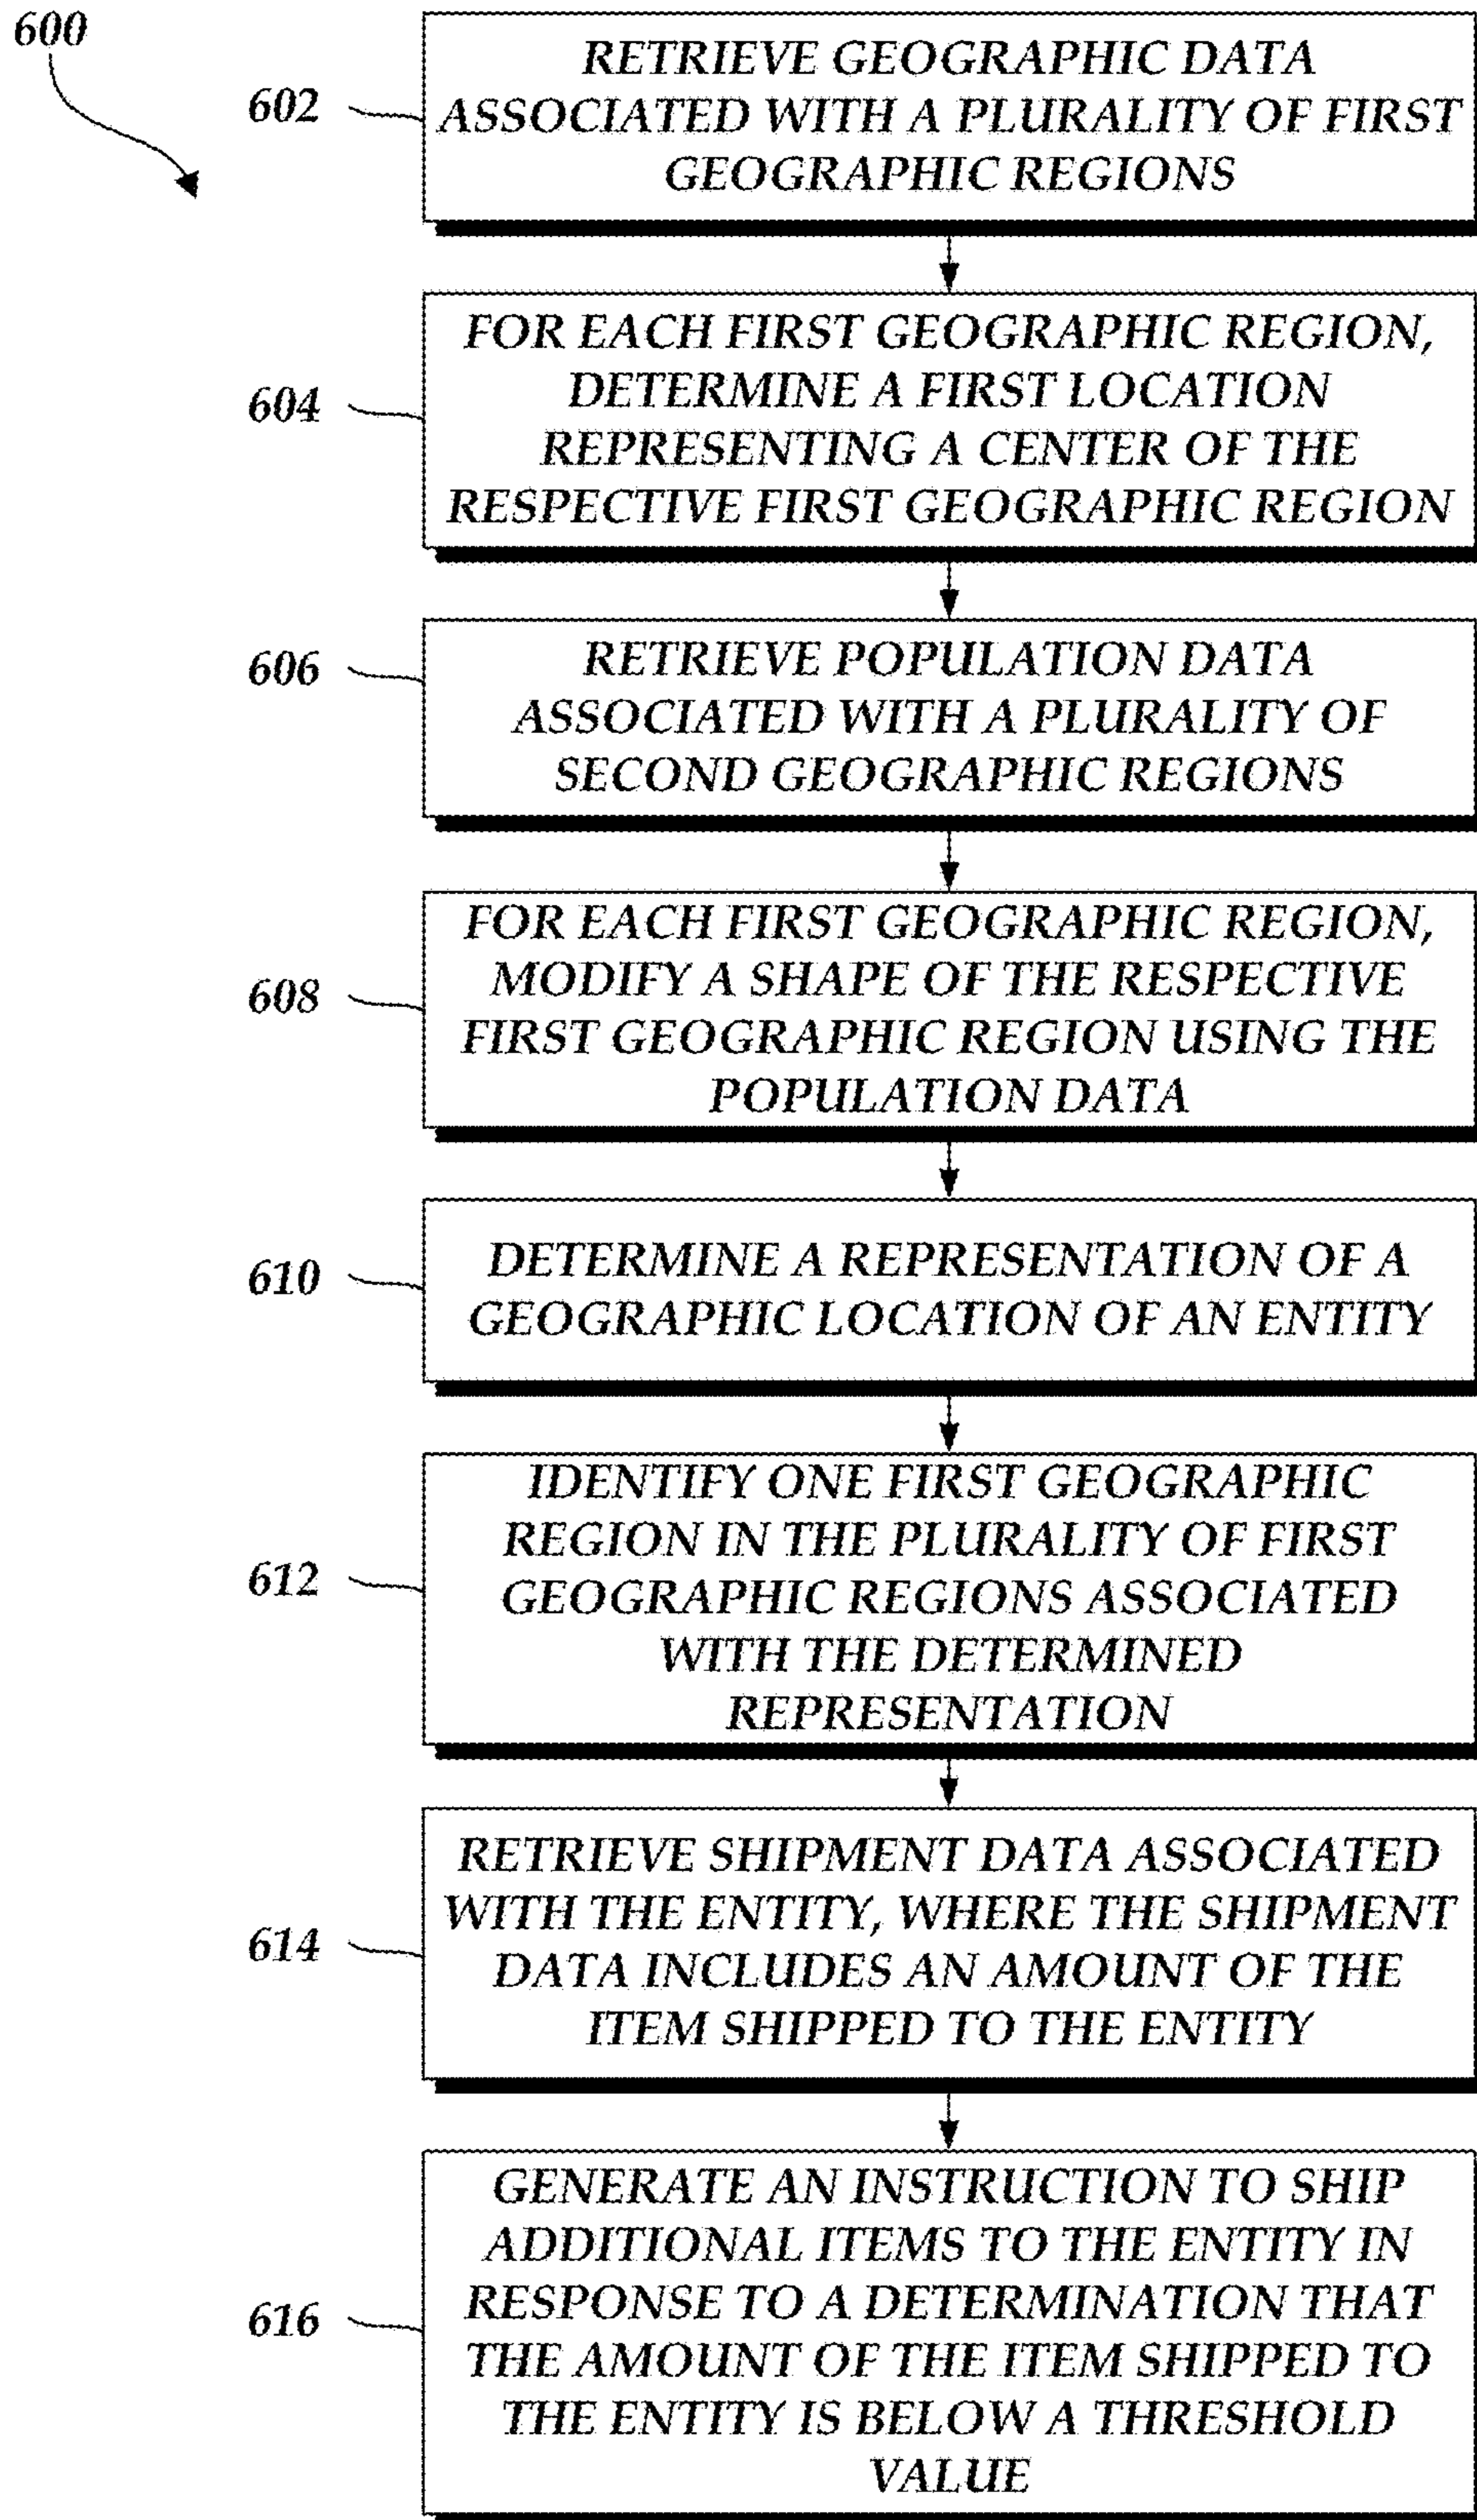 600
602
RETRIEVE GEOGRAPHIC DATA
ASSOCIATED WITH A PLURALITY OF FIRST
GEOGRAPHIC REGIONS
604
FOR EACH FIRST GEOGRAPHIC REGION,
DETERMINE A FIRST LOCATION
REPRESENTING A CENTER OF THE
RESPECTIVE FIRST GEOGRAPHIC REGION
606
RETRIEVE POPULATION DATA
ASSOCIATED WITH A PLURALITY OF
SECOND GEOGRAPHIC REGIONS
608
FOR EACH FIRST GEOGRAPHIC REGION,
MODIFY A SHAPE OF THE RESPECTIVE
FIRST GEOGRAPHIC REGION USING THE
POPULATION DATA
610
DETERMINE A REPRESENTATION OF A
GEOGRAPHIC LOCATION OF AN ENTITY
612
IDENTIFY ONE FIRST GEOGRAPHIC
REGION IN THE PLURALITY OF FIRST
GEOGRAPHIC REGIONS ASSOCIATED
WITH THE DETERMINED
REPRESENTATION
614
RETRIEVE SHIPMENT DATA ASSOCIATED
WITH THE ENTITY, WHERE THE SHIPMENT
DATA INCLUDES AN AMOUNT OF THE
ITEM SHIPPED TO THE ENTITY
616
GENERATE AN INSTRUCTION TO SHIP
ADDITIONAL ITEMS TO THE ENTITY IN
RESPONSE TO A DETERMINATION THAT
THE AMOUNT OF THE ITEM SHIPPED TO
THE ENTITY IS BELOW A THRESHOLD
VALUE